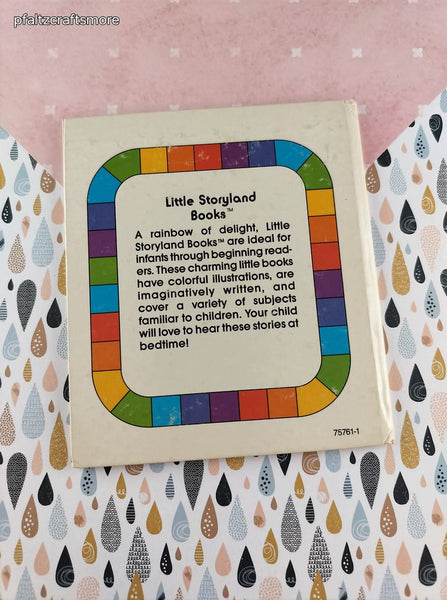 pfaltzcraftsmore
Little Storyland
Books™
A rainbow of delight, Little
Storyland Books™ are ideal for
infants through beginning read-
ers. These charming little books
have colorful illustrations, are
imaginatively written, and
cover a variety of subjects
familiar to children. Your child
will love to hear these stories at
bedtime!
75761-1